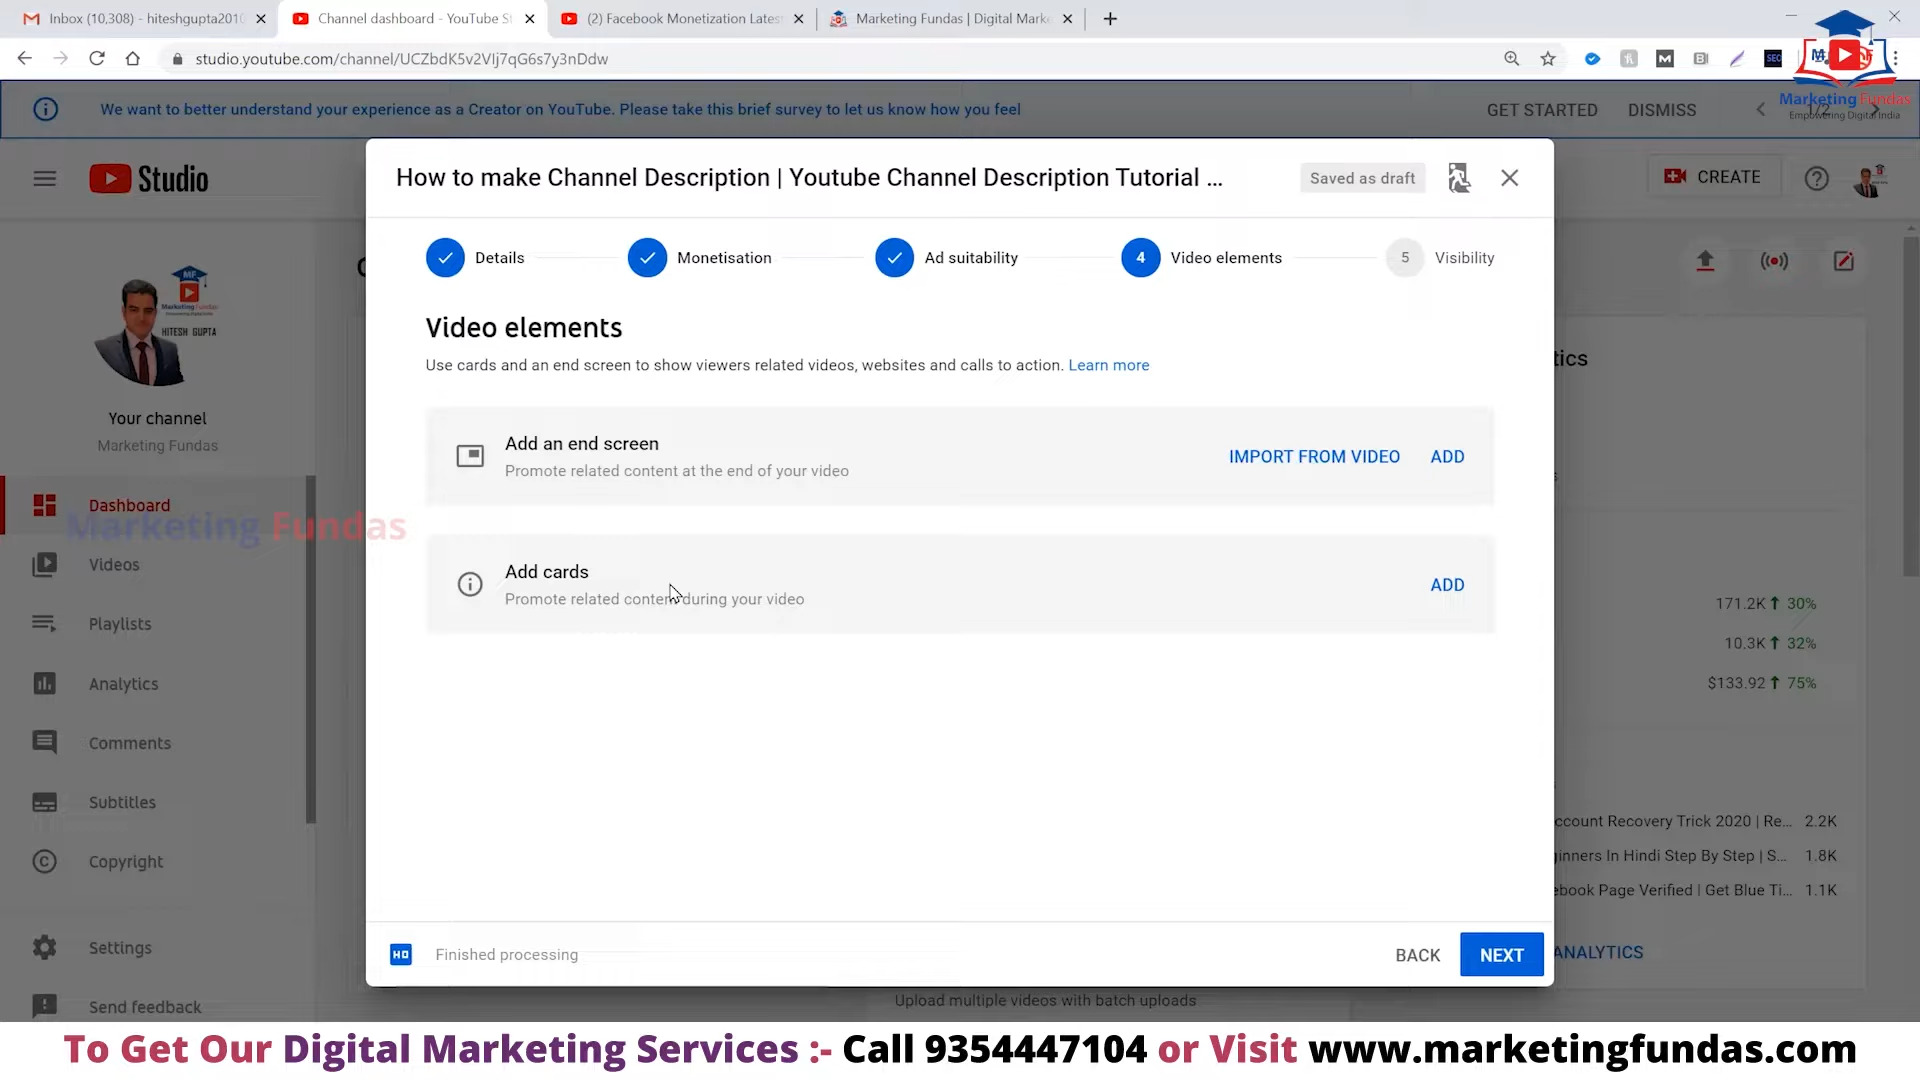 Inbox (10,308) - hiteshgupta2010
Channel dashboard - YouTube St
(2) Facebook Monetization Lates
Marketing Fundas | Digital Marke
studio.youtube.com/channel/UCZbdK5v2VIj7qG6s7y3nDdw
We want to better understand your experience as a Creator on YouTube. Please take this brief survey to let us know how you feel
GET STARTED
DISMISS
1/2
Marketing Fundas
Empowering Digital India
Studio
CREATE
How to make Channel Description | Youtube Channel Description Tutorial ...
Saved as draft
Details
Monetisation
Ad suitability
4
Video elements
5
Visibility
Video elements
Use cards and an end screen to show viewers related videos, websites and calls to action. Learn more
Add an end screen
Promote related content at the end of your video
IMPORT FROM VIDEO
ADD
Add cards
Promote related content during your video
ADD
MF
Marketing Fundas
HITESH GUPTA
Your channel
Marketing Fundas
Dashboard
Marketing Fundas
Videos
Playlists
Analytics
Comments
Subtitles
Copyright
Settings
Send feedback
tics
171.2K 30%
10.3K 32%
$133.92 75%
ccount Recovery Trick 2020 | Re... 2.2K
ginners In Hindi Step By Step | S... 1.8K
ebook Page Verified | Get Blue Ti... 1.1K
ANALYTICS
HD
Finished processing
BACK
NEXT
Upload multiple videos with batch uploads
To Get Our Digital Marketing Services :- Call 9354447104 or Visit www.marketingfundas.com